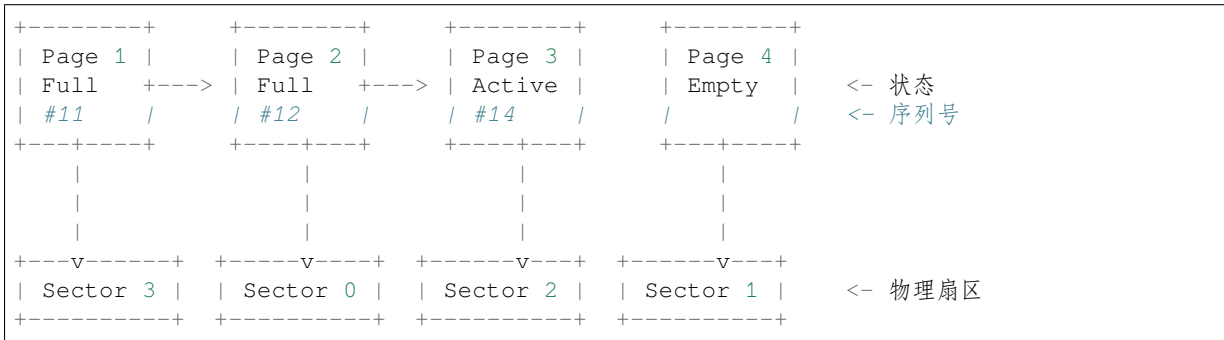 +--------+       +--------+       +--------+       +--------+
| Page 1 |       | Page 2 |       | Page 3 |       | Page 4 |
| Full   +---> | Full   +---> | Active |       | Empty  |   <- 状态
| #11    |     | #12    |     | #14    |     |        |   <- 序列号
+---+----+       +----+---+       +----+---+       +---+----+
    |                 |                |               |
    |                 |                |               |
    |                 |                |               |
+---v------+  +-----v----+  +------v---+  +------v---+
| Sector 3 |  | Sector 0 |  | Sector 2 |  | Sector 1 |   <- 物理扇区
+----------+  +----------+  +----------+  +----------+